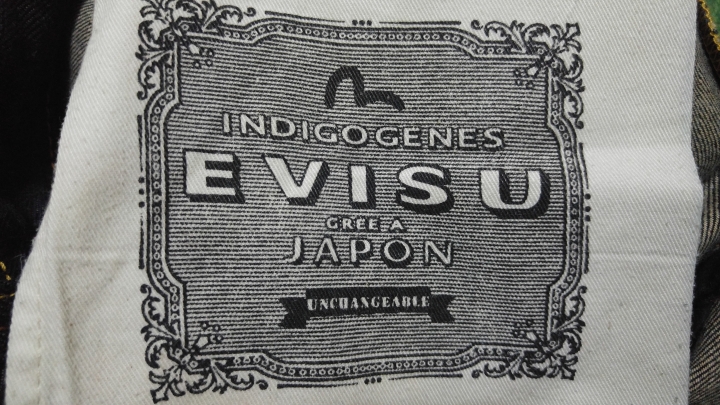 INDIGOGENES
EVISU
GREE A
JAPON
UNCHANGEABLE